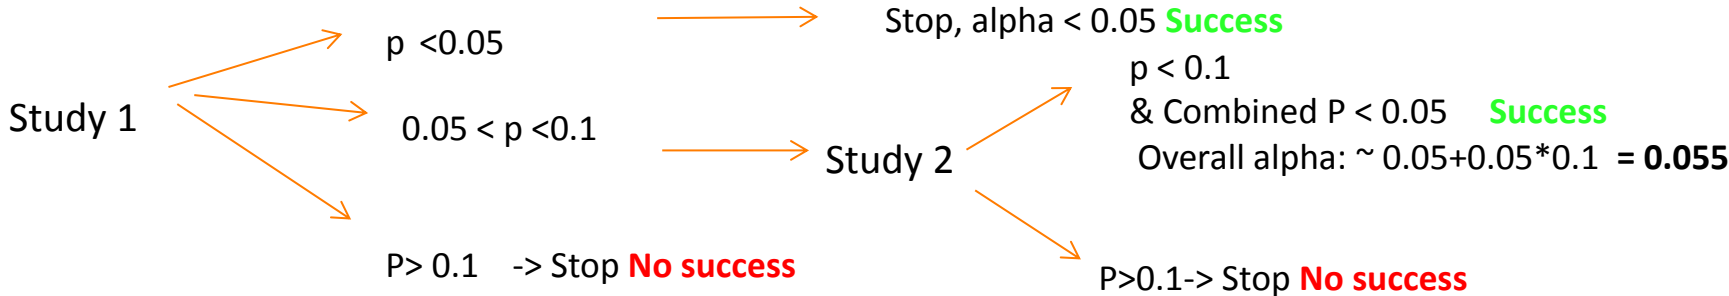 Stop, alpha < 0.05 Success
p <0.05
p < 0.1
& Combined P < 0.05 Success
Study 1
0.05 < p <0.1
Study 2
Overall alpha: ~ 0.05+0.05*0.1 = 0.055
P> 0.1 -> Stop No success
P>0.1-> Stop No success